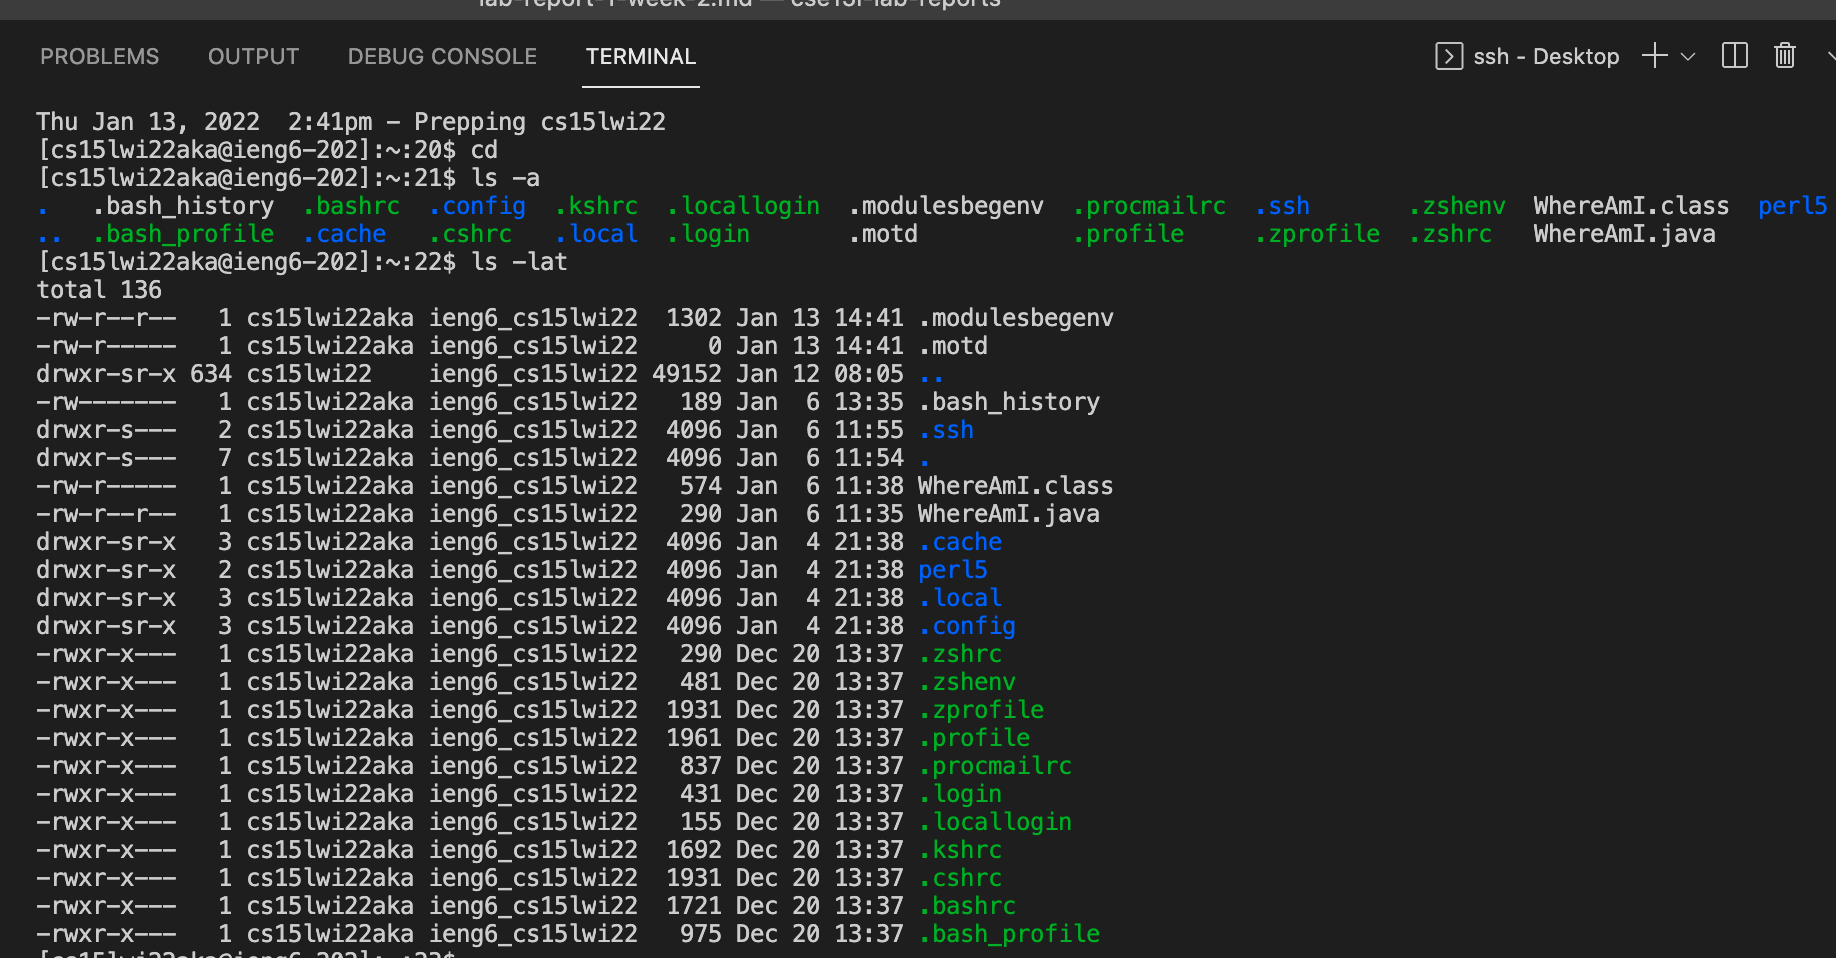 lab-report-1-week-2.md — cse15l-lab-reports
PROBLEMS OUTPUT DEBUG CONSOLE TERMINAL ssh - Desktop
Thu Jan 13, 2022  2:41pm - Prepping cs15lwi22
[cs15lwi22aka@ieng6-202]:~:20$ cd
[cs15lwi22aka@ieng6-202]:~:21$ ls -a
.   .bash_history  .bashrc  .config  .kshrc  .locallogin  .modulesbegenv  .procmailrc  .ssh       .zshenv  WhereAmI.class  perl5
..  .bash_profile  .cache   .cshrc   .local  .login       .motd           .profile     .zprofile  .zshrc   WhereAmI.java
[cs15lwi22aka@ieng6-202]:~:22$ ls -lat
total 136
-rw-r--r--   1 cs15lwi22aka ieng6_cs15lwi22  1302 Jan 13 14:41 .modulesbegenv
-rw-r-----   1 cs15lwi22aka ieng6_cs15lwi22     0 Jan 13 14:41 .motd
drwxr-sr-x 634 cs15lwi22    ieng6_cs15lwi22 49152 Jan 12 08:05 ..
-rw-------   1 cs15lwi22aka ieng6_cs15lwi22   189 Jan  6 13:35 .bash_history
drwxr-s---   2 cs15lwi22aka ieng6_cs15lwi22  4096 Jan  6 11:55 .ssh
drwxr-s---   7 cs15lwi22aka ieng6_cs15lwi22  4096 Jan  6 11:54 .
-rw-r-----   1 cs15lwi22aka ieng6_cs15lwi22   574 Jan  6 11:38 WhereAmI.class
-rw-r--r--   1 cs15lwi22aka ieng6_cs15lwi22   290 Jan  6 11:35 WhereAmI.java
drwxr-sr-x   3 cs15lwi22aka ieng6_cs15lwi22  4096 Jan  4 21:38 .cache
drwxr-sr-x   2 cs15lwi22aka ieng6_cs15lwi22  4096 Jan  4 21:38 perl5
drwxr-sr-x   3 cs15lwi22aka ieng6_cs15lwi22  4096 Jan  4 21:38 .local
drwxr-sr-x   3 cs15lwi22aka ieng6_cs15lwi22  4096 Jan  4 21:38 .config
-rwxr-x---   1 cs15lwi22aka ieng6_cs15lwi22   290 Dec 20 13:37 .zshrc
-rwxr-x---   1 cs15lwi22aka ieng6_cs15lwi22   481 Dec 20 13:37 .zshenv
-rwxr-x---   1 cs15lwi22aka ieng6_cs15lwi22  1931 Dec 20 13:37 .zprofile
-rwxr-x---   1 cs15lwi22aka ieng6_cs15lwi22  1961 Dec 20 13:37 .profile
-rwxr-x---   1 cs15lwi22aka ieng6_cs15lwi22   837 Dec 20 13:37 .procmailrc
-rwxr-x---   1 cs15lwi22aka ieng6_cs15lwi22   431 Dec 20 13:37 .login
-rwxr-x---   1 cs15lwi22aka ieng6_cs15lwi22   155 Dec 20 13:37 .locallogin
-rwxr-x---   1 cs15lwi22aka ieng6_cs15lwi22  1692 Dec 20 13:37 .kshrc
-rwxr-x---   1 cs15lwi22aka ieng6_cs15lwi22  1931 Dec 20 13:37 .cshrc
-rwxr-x---   1 cs15lwi22aka ieng6_cs15lwi22  1721 Dec 20 13:37 .bashrc
-rwxr-x---   1 cs15lwi22aka ieng6_cs15lwi22   975 Dec 20 13:37 .bash_profile
[cs15lwi22aka@ieng6-202]:~:23$